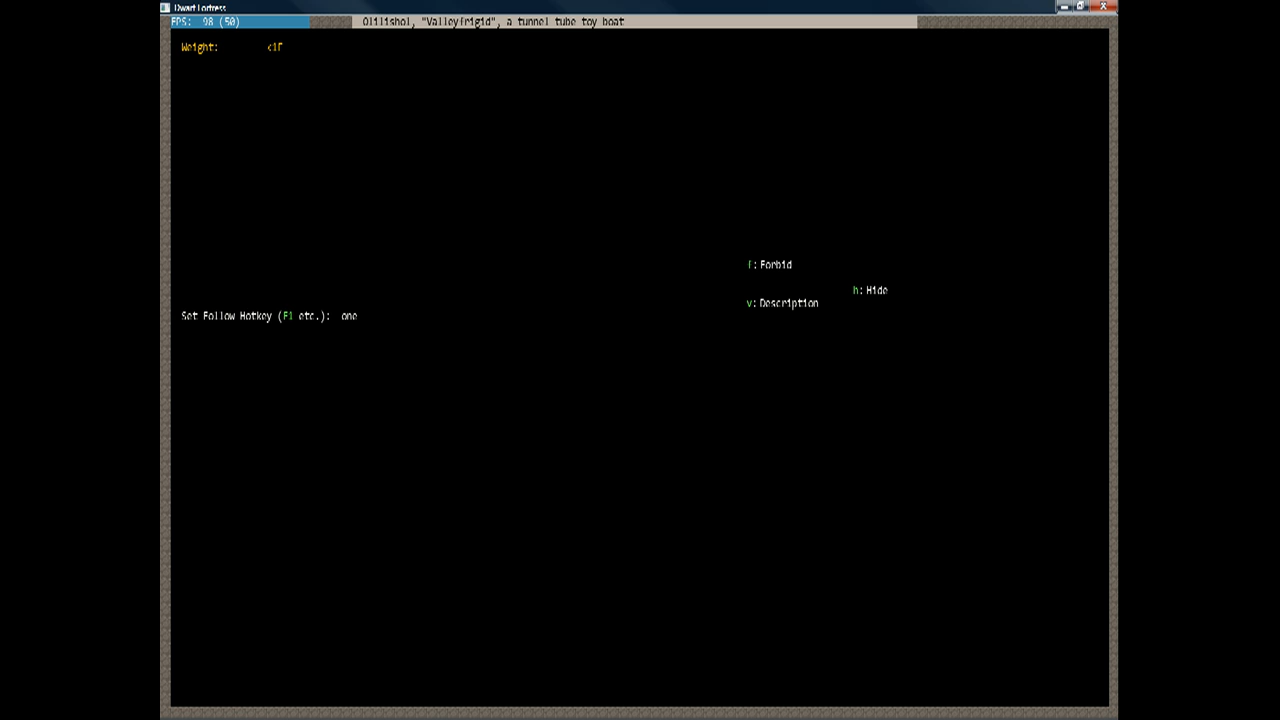 Dwarf Fortress
FPS: 98 (50)
Olilishol, "Valleyfrigid", a tunnel tube toy boat
Weight: <1Γ
f: Forbid
h: Hide
v: Description
Set Follow Hotkey (F1 etc.): one